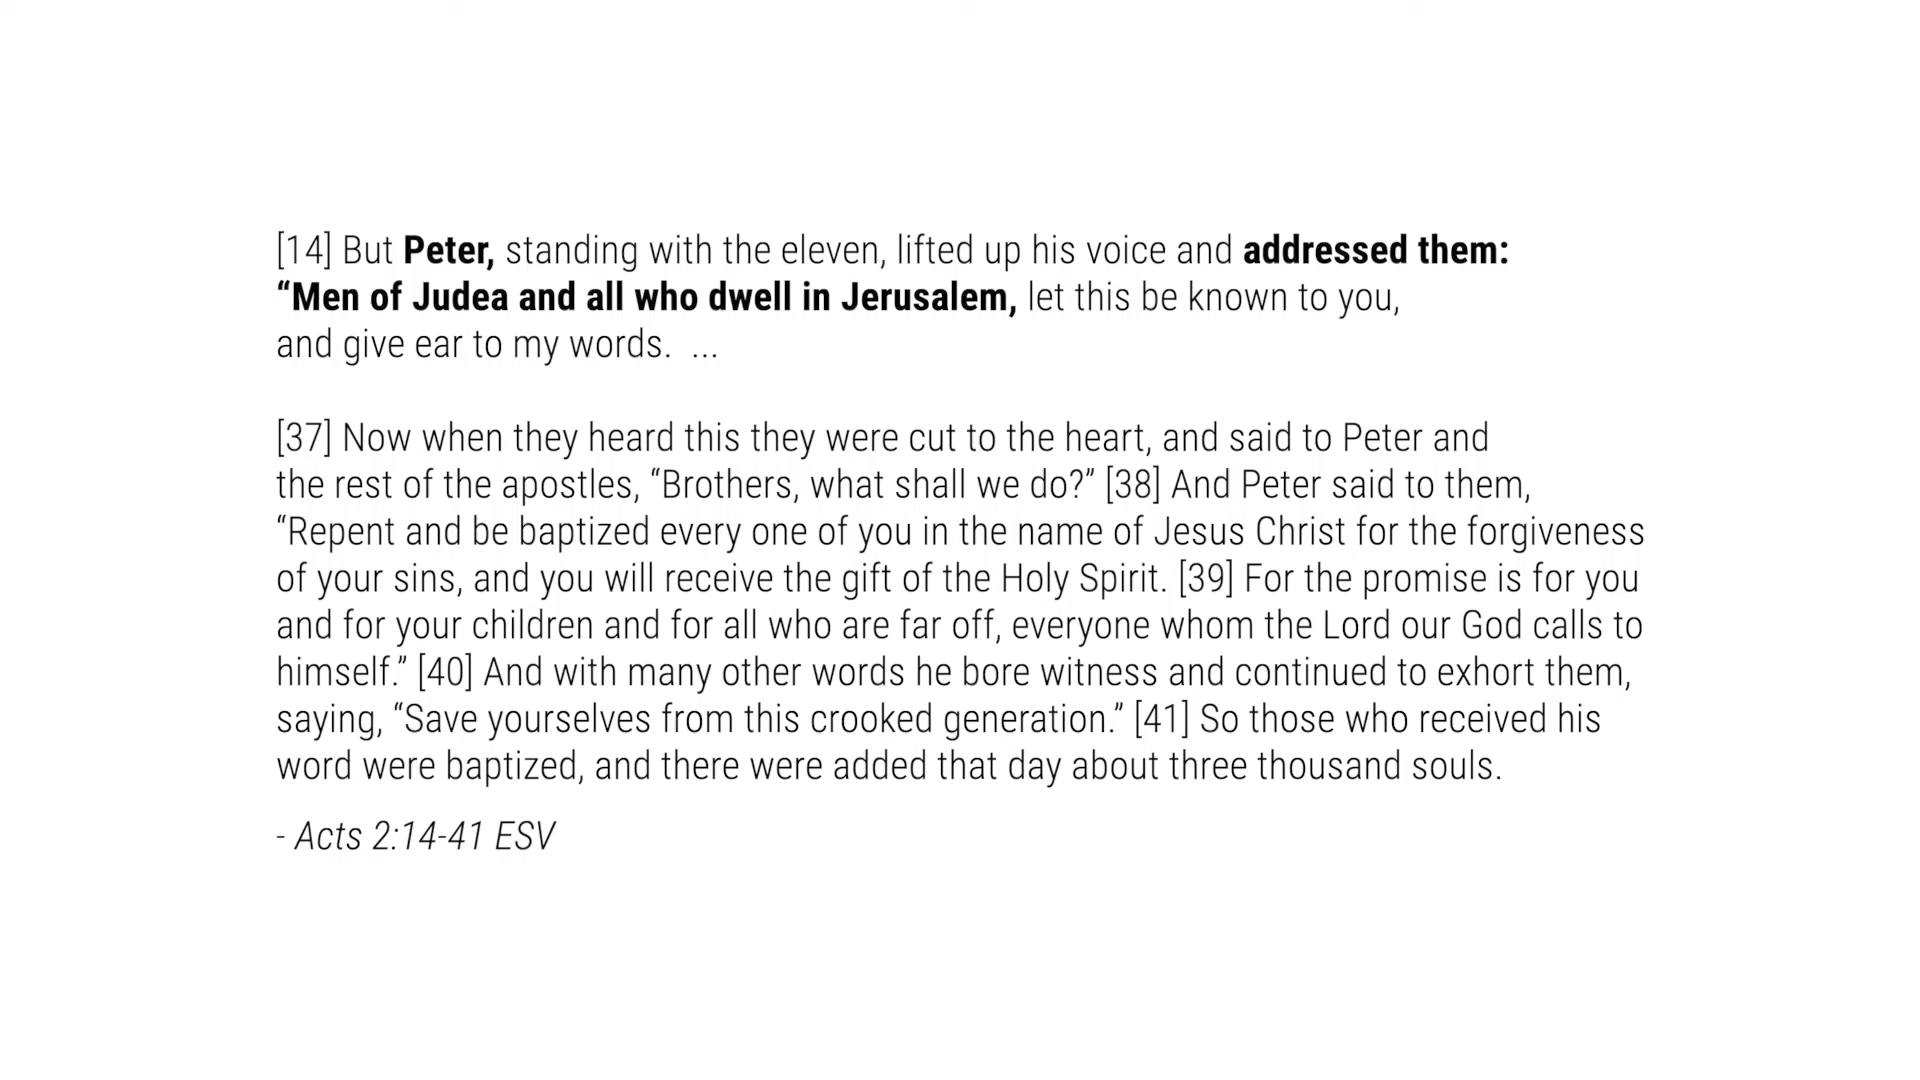 [14] But Peter, standing with the eleven, lifted up his voice and addressed them:
“Men of Judea and all who dwell in Jerusalem, let this be known to you,
and give ear to my words.  ...
[37] Now when they heard this they were cut to the heart, and said to Peter and
the rest of the apostles, “Brothers, what shall we do?” [38] And Peter said to them,
“Repent and be baptized every one of you in the name of Jesus Christ for the forgiveness
of your sins, and you will receive the gift of the Holy Spirit. [39] For the promise is for you
and for your children and for all who are far off, everyone whom the Lord our God calls to
himself.” [40] And with many other words he bore witness and continued to exhort them,
saying, “Save yourselves from this crooked generation.” [41] So those who received his
word were baptized, and there were added that day about three thousand souls.
- Acts 2:14-41 ESV